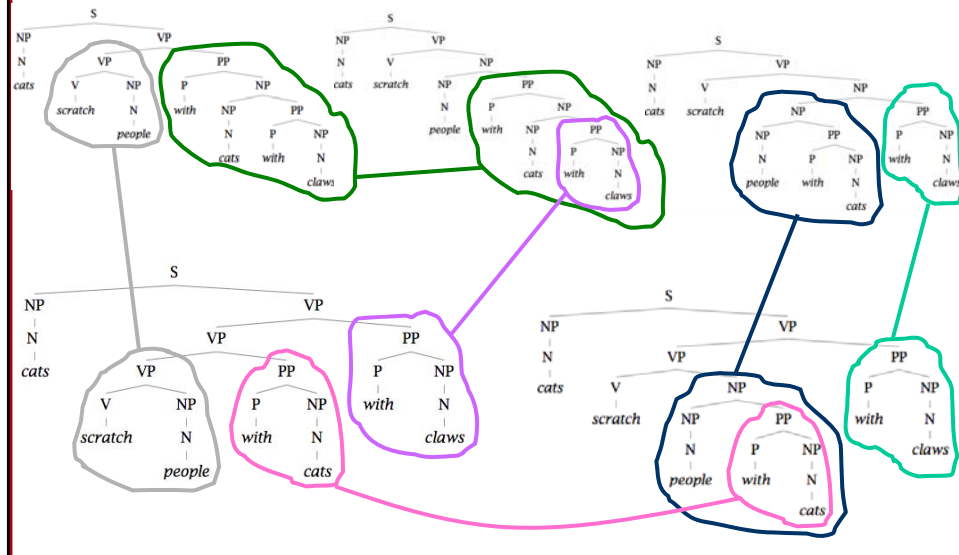 S
NP VP
N VP PP
cats V NP P NP
scratch N with NP PP
people N P NP
cats with N
claws
S
NP VP
N V NP
cats scratch NP PP
N P NP
people with NP PP
N P NP
cats with N
claws
S
NP VP
N V NP
cats scratch NP PP
NP PP P NP
N P NP with N
people with N claws
cats
S
NP VP
N VP PP
cats VP PP P NP
V NP P NP with N
scratch N with N claws
people cats
S
NP VP
N VP PP
cats V NP P NP
scratch NP PP with N
N P NP claws
people with N
cats